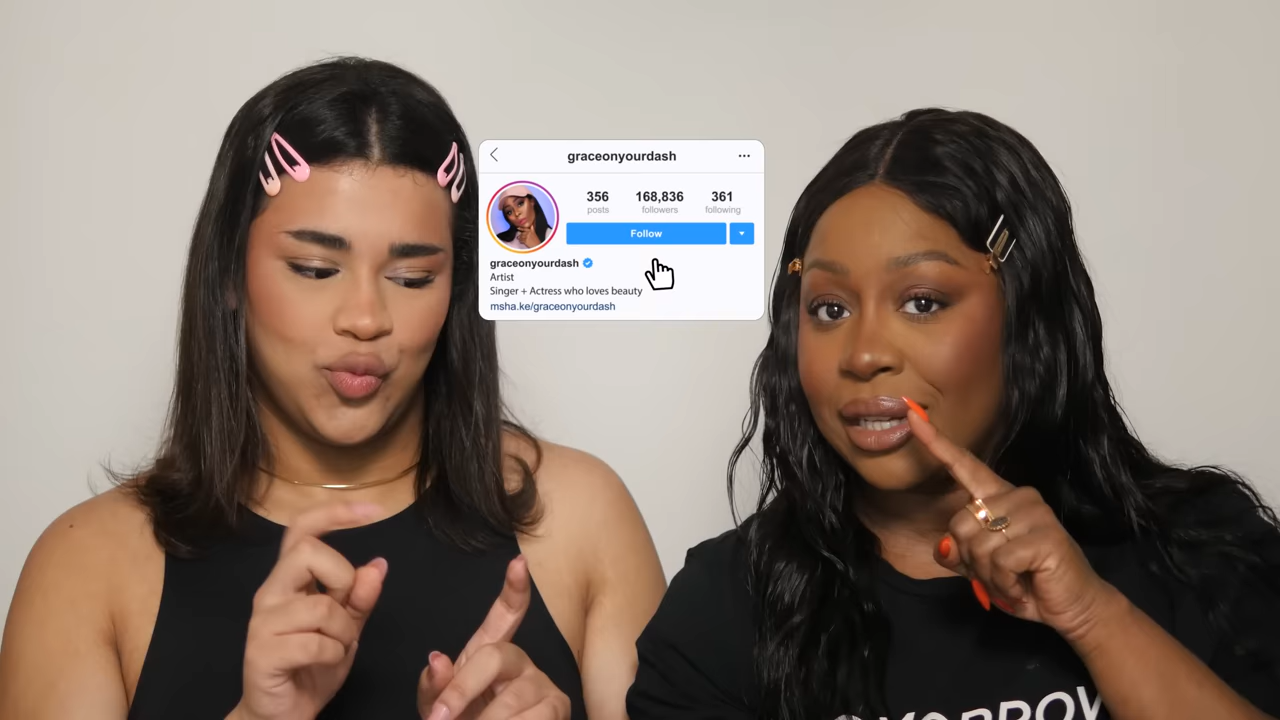 graceonyourdash
356 168,836 361
posts followers following
Follow
graceonyourdash
Artist
Singer + Actress who loves beauty
msha.ke/graceonyourdash